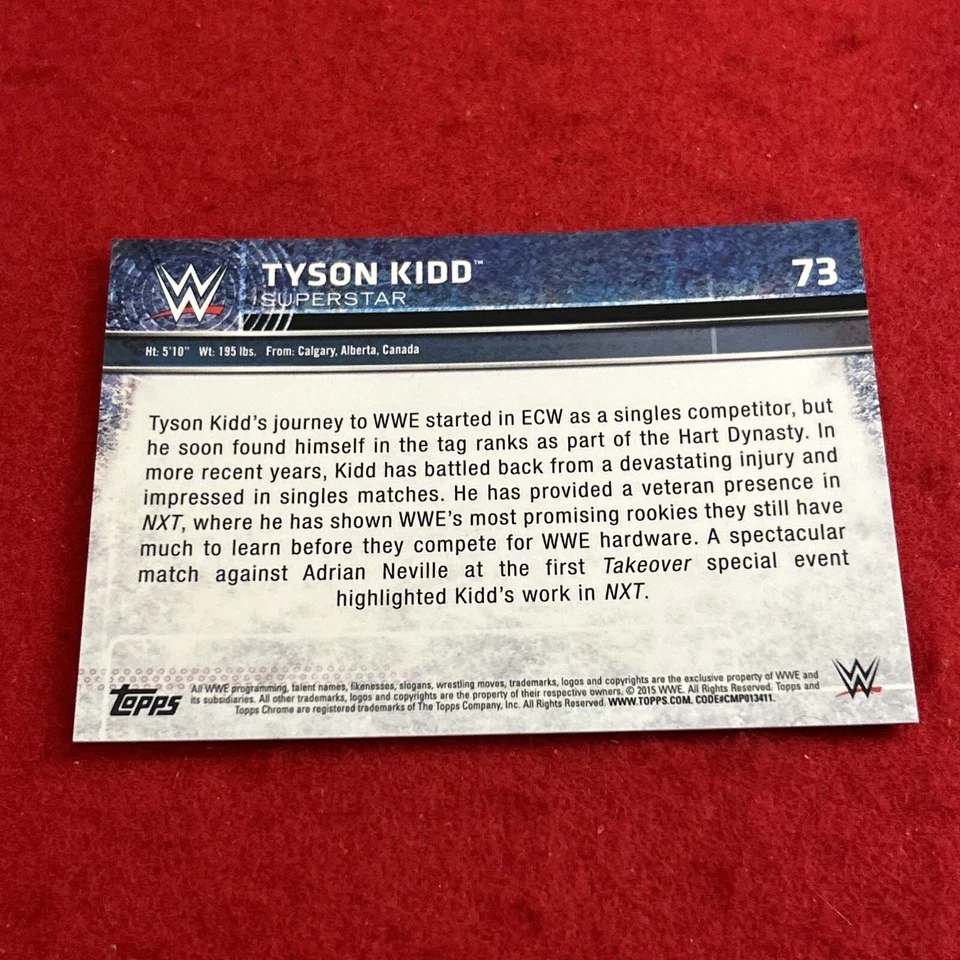 W
TYSON KIDD™
73
SUPERSTAR
Ht: 5'10" Wt: 195 lbs. From: Calgary, Alberta, Canada
Tyson Kidd's journey to WWE started in ECW as a singles competitor, but
he soon found himself in the tag ranks as part of the Hart Dynasty. In
more recent years, Kidd has battled back from a devastating injury and
impressed in singles matches. He has provided a veteran presence in
NXT, where he has shown WWE's most promising rookies they still have
much to learn before they compete for WWE hardware. A spectacular
match against Adrian Neville at the first Takeover special event
highlighted Kidd's work in NXT.
Topps
All WWE programming, talent names, likenesses, slogans, wrestling moves, trademarks, logos and copyrights are the exclusive property of WWE and
its subsidiaries. All other trademarks, logos and copyrights are the property of their respective owners. © 2015 WWE. All Rights Reserved. Topps and
Topps Chrome are registered trademarks of The Topps Company, Inc. All Rights Reserved. WWW.TOPPS.COM. CODE#CMP013411.
W